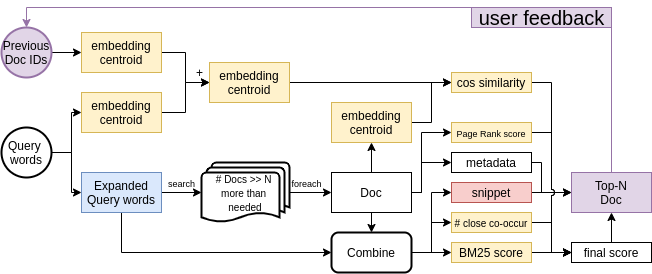 user feedback
Previous
Doc IDs
embedding
centroid
+
embedding
centroid
cos similarity
embedding
centroid
embedding
centroid
Page Rank score
Query
words
metadata
Expanded
Query words
search
# Docs >> N
more than
needed
foreach
Doc
snippet
Top-N
Doc
# close co-occur
Combine
BM25 score
final score